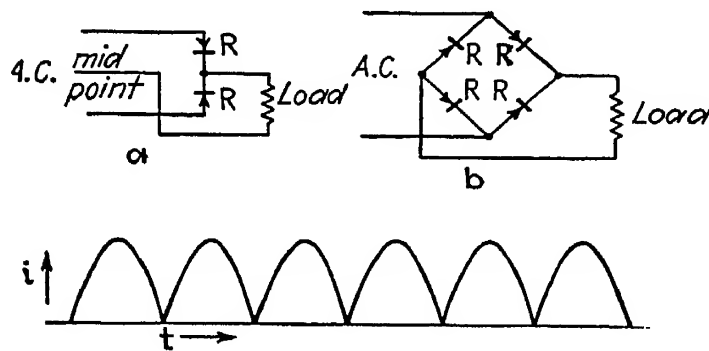 A.C. mid point
R
R
Load
a
A.C.
R R
R R
Load
b
i
t